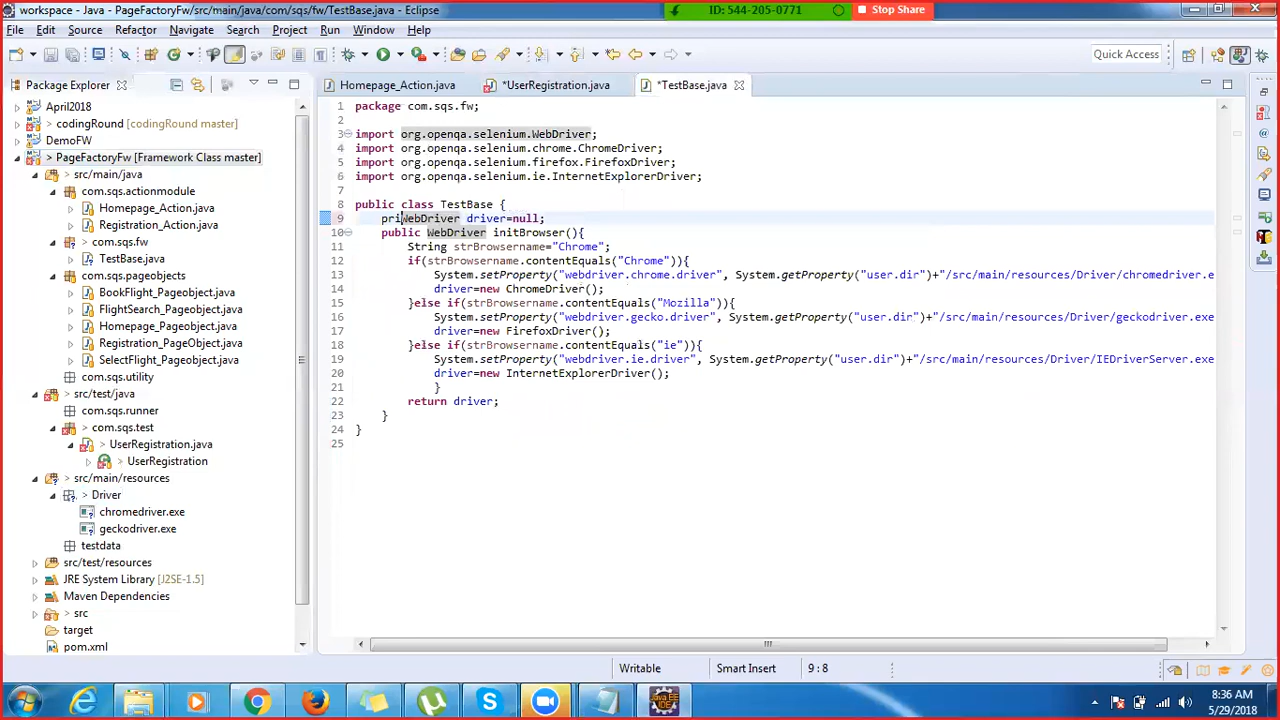 workspace - Java - PageFactoryFw/src/main/java/com/sqs/fw/TestBase.java - Eclipse
ID: 544-205-0771
Stop Share
File Edit Source Refactor Navigate Search Project Run Window Help
Quick Access
Package Explorer
Homepage_Action.java
*UserRegistration.java
*TestBase.java
April2018
> codingRound [codingRound master]
DemoFW
> PageFactoryFw [Framework Class master]
> src/main/java
com.sqs.actionmodule
Homepage_Action.java
Registration_Action.java
> com.sqs.fw
TestBase.java
com.sqs.pageobjects
BookFlight_Pageobject.java
FlightSearch_Pageobject.java
Homepage_Pageobject.java
Registration_PageObject.java
SelectFlight_Pageobject.java
com.sqs.utility
> src/test/java
com.sqs.runner
> com.sqs.test
> UserRegistration.java
> UserRegistration
> src/main/resources
> Driver
chromedriver.exe
geckodriver.exe
testdata
src/test/resources
JRE System Library [J2SE-1.5]
Maven Dependencies
> src
target
pom.xml
1 package com.sqs.fw;
2
3 import org.openqa.selenium.WebDriver;
4 import org.openqa.selenium.chrome.ChromeDriver;
5 import org.openqa.selenium.firefox.FirefoxDriver;
6 import org.openqa.selenium.ie.InternetExplorerDriver;
7
8 public class TestBase {
9 priWebDriver driver=null;
10 public WebDriver initBrowser(){
11 String strBrowsername="Chrome";
12 if(strBrowsername.contentEquals("Chrome")){
13 System.setProperty("webdriver.chrome.driver", System.getProperty("user.dir")+"/src/main/resources/Driver/chromedriver.e
14 driver=new ChromeDriver();
15 }else if(strBrowsername.contentEquals("Mozilla")){
16 System.setProperty("webdriver.gecko.driver", System.getProperty("user.dir")+"/src/main/resources/Driver/geckodriver.exe
17 driver=new FirefoxDriver();
18 }else if(strBrowsername.contentEquals("ie")){
19 System.setProperty("webdriver.ie.driver", System.getProperty("user.dir")+"/src/main/resources/Driver/IEDriverServer.exe
20 driver=new InternetExplorerDriver();
21 }
22 return driver;
23 }
24 }
25
Writable
Smart Insert
9 : 8
Java EE
IDE
8:36 AM
5/29/2018